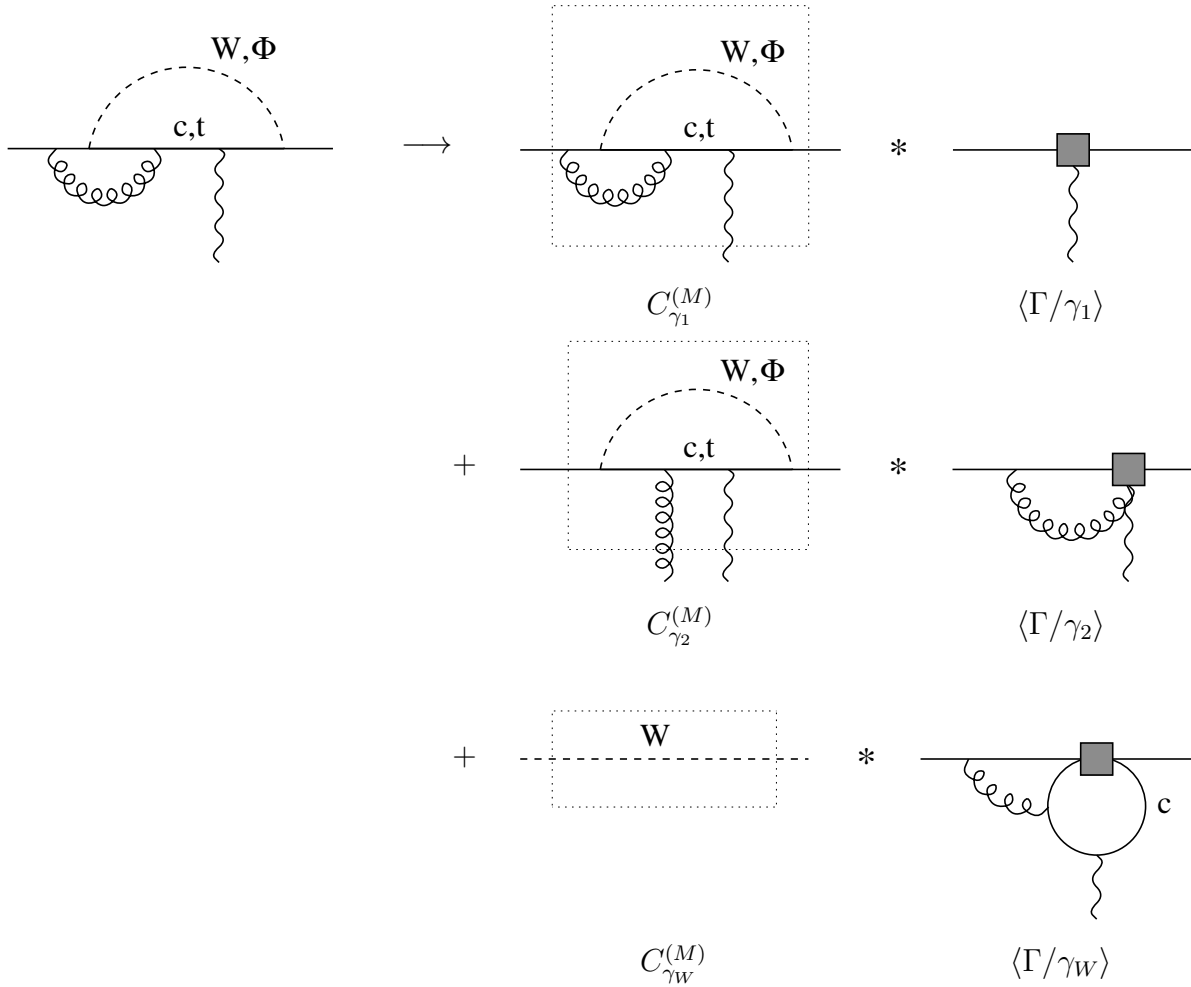 W,Φ W,Φ
c,t → c,t *
C_{γ_1}^{(M)} ⟨Γ/γ_1⟩
W,Φ
+ c,t *
C_{γ_2}^{(M)} ⟨Γ/γ_2⟩
+ W * c
C_{γ_W}^{(M)} ⟨Γ/γ_W⟩